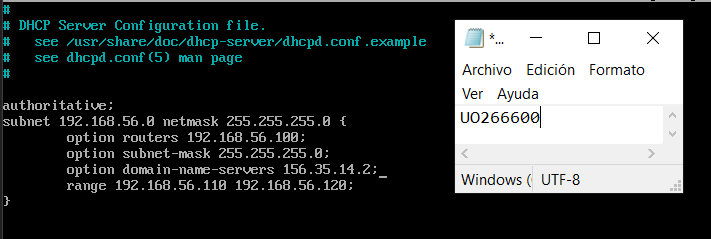 #
# DHCP Server Configuration file.
#   see /usr/share/doc/dhcp-server/dhcpd.conf.example
#   see dhcpd.conf(5) man page
#
authoritative;
subnet 192.168.56.0 netmask 255.255.255.0 {
        option routers 192.168.56.100;
        option subnet-mask 255.255.255.0;
        option domain-name-servers 156.35.14.2;_
        range 192.168.56.110 192.168.56.120;
}
*...
Archivo Edición Formato
Ver Ayuda
UO266600
Windows ( UTF-8